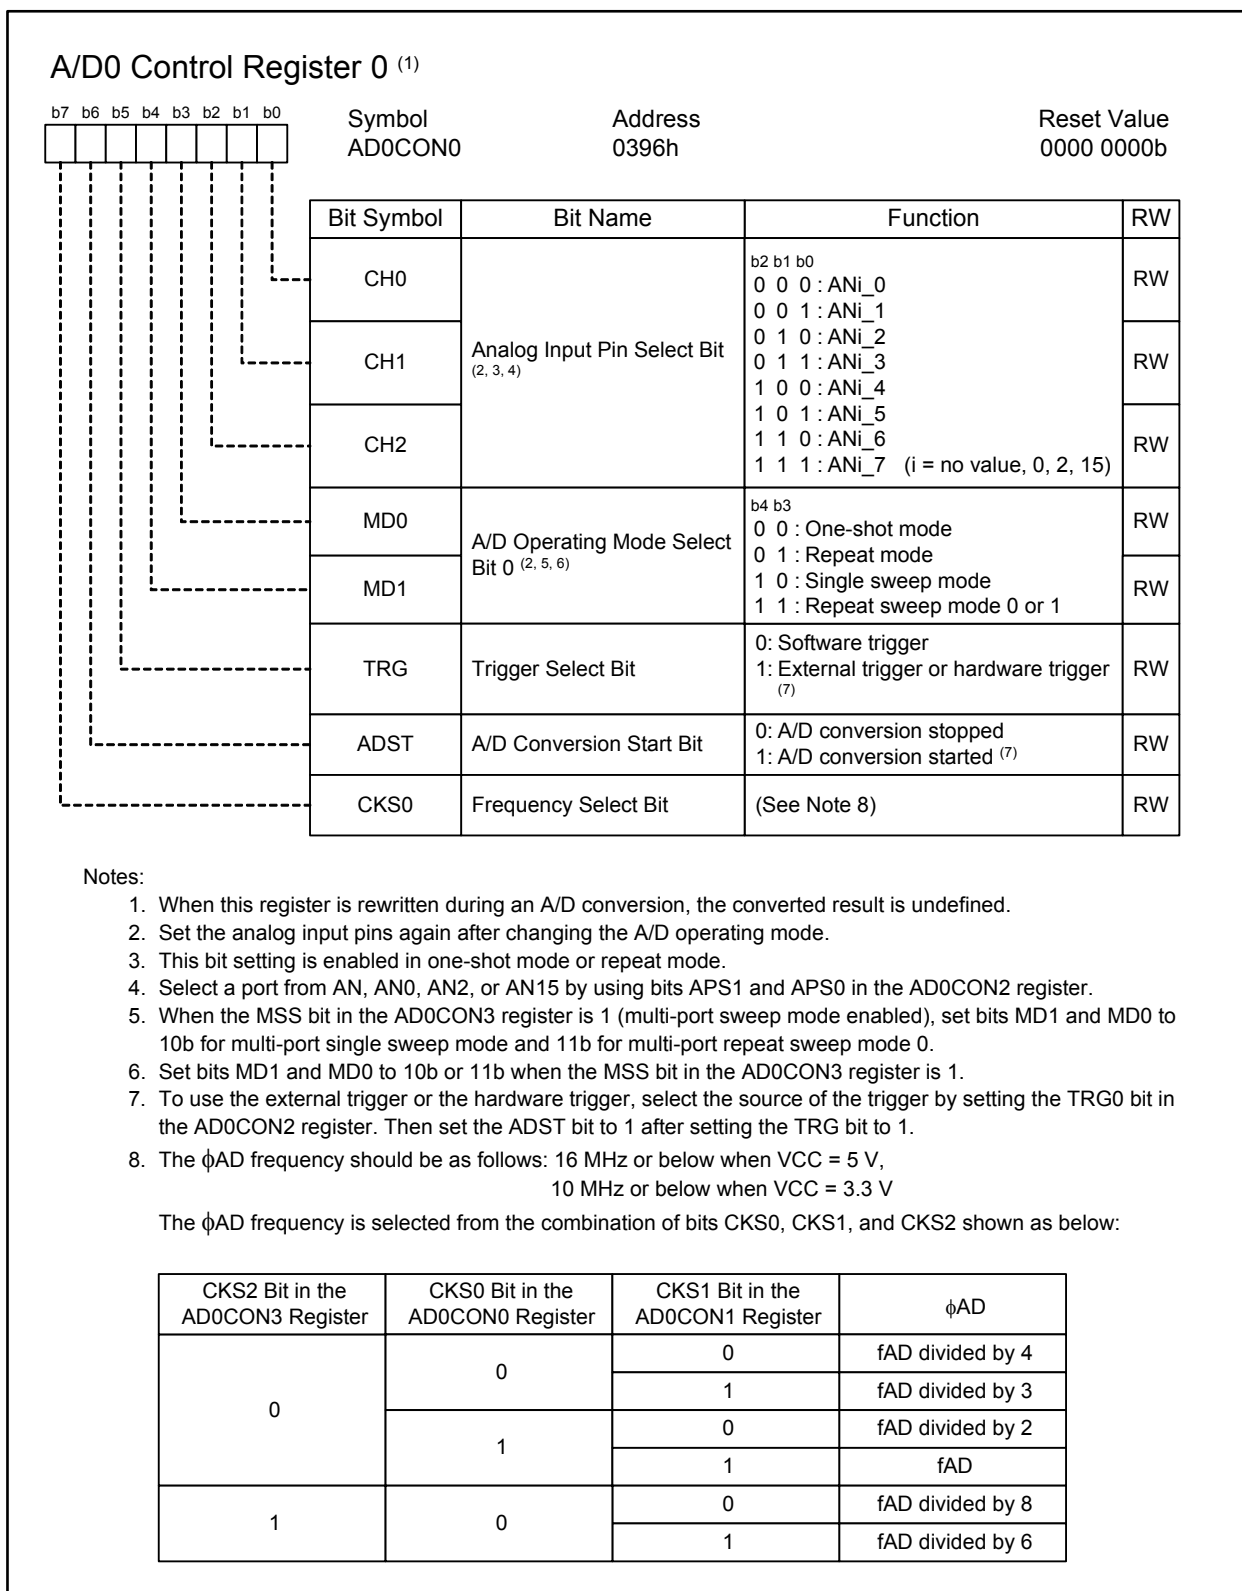 A/D0 Control Register 0 (1)
b7 b6 b5 b4 b3 b2 b1 b0
Symbol Address Reset Value
AD0CON0 0396h 0000 0000b
Bit Symbol Bit Name Function RW
CH0 RW
CH1 RW
CH2 RW
Analog Input Pin Select Bit
(2, 3, 4)
b2 b1 b0
0 0 0 : ANi_0
0 0 1 : ANi_1
0 1 0 : ANi_2
0 1 1 : ANi_3
1 0 0 : ANi_4
1 0 1 : ANi_5
1 1 0 : ANi_6
1 1 1 : ANi_7 (i = no value, 0, 2, 15)
MD0 RW
MD1 RW
A/D Operating Mode Select
Bit 0 (2, 5, 6)
b4 b3
0 0 : One-shot mode
0 1 : Repeat mode
1 0 : Single sweep mode
1 1 : Repeat sweep mode 0 or 1
TRG Trigger Select Bit RW
0: Software trigger
1: External trigger or hardware trigger
(7)
ADST A/D Conversion Start Bit RW
0: A/D conversion stopped
1: A/D conversion started (7)
CKS0 Frequency Select Bit (See Note 8) RW
Notes:
1. When this register is rewritten during an A/D conversion, the converted result is undefined.
2. Set the analog input pins again after changing the A/D operating mode.
3. This bit setting is enabled in one-shot mode or repeat mode.
4. Select a port from AN, AN0, AN2, or AN15 by using bits APS1 and APS0 in the AD0CON2 register.
5. When the MSS bit in the AD0CON3 register is 1 (multi-port sweep mode enabled), set bits MD1 and MD0 to
10b for multi-port single sweep mode and 11b for multi-port repeat sweep mode 0.
6. Set bits MD1 and MD0 to 10b or 11b when the MSS bit in the AD0CON3 register is 1.
7. To use the external trigger or the hardware trigger, select the source of the trigger by setting the TRG0 bit in
the AD0CON2 register. Then set the ADST bit to 1 after setting the TRG bit to 1.
8. The ϕAD frequency should be as follows: 16 MHz or below when VCC = 5 V,
10 MHz or below when VCC = 3.3 V
The ϕAD frequency is selected from the combination of bits CKS0, CKS1, and CKS2 shown as below:
CKS2 Bit in the CKS0 Bit in the CKS1 Bit in the ϕAD
AD0CON3 Register AD0CON0 Register AD0CON1 Register
0 0 0 fAD divided by 4
1 fAD divided by 3
1 0 fAD divided by 2
1 fAD
1 0 0 fAD divided by 8
1 fAD divided by 6